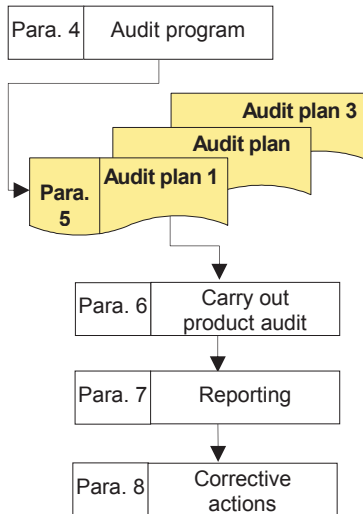 Para. 4 Audit program
Audit plan 3
Audit plan
Para. 5 Audit plan 1
Para. 6 Carry out
product audit
Para. 7 Reporting
Para. 8 Corrective
actions